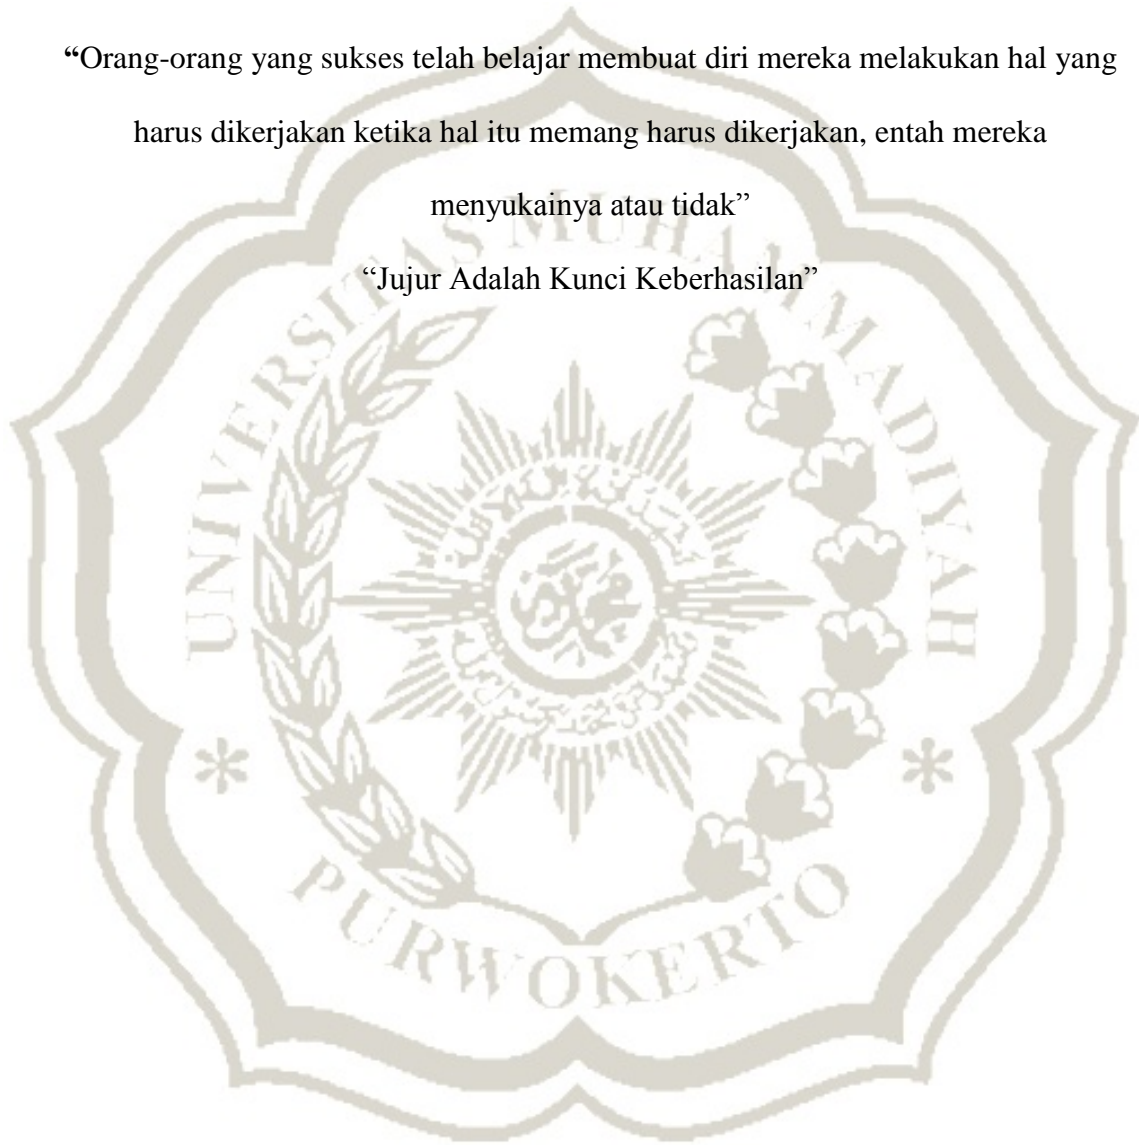 “Orang-orang yang sukses telah belajar membuat diri mereka melakukan hal yang
harus dikerjakan ketika hal itu memang harus dikerjakan, entah mereka
menyukainya atau tidak”
“Jujur Adalah Kunci Keberhasilan”
UNIVERSITAS MUHAMMADIYAH
PURWOKERTO